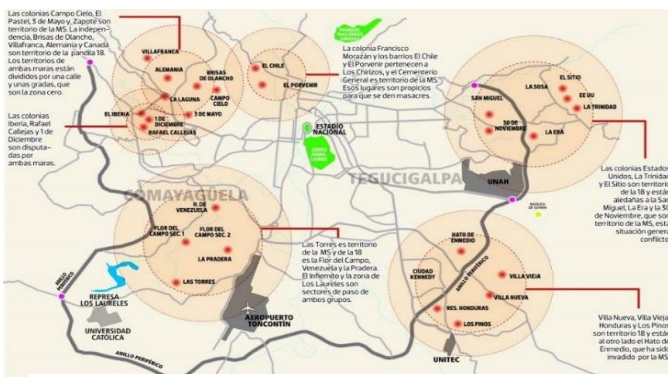 Las colonias Campo Cielo, El
Pastel, 3 de Mayo y, Zapote son
territorio de la MS. La indepen-
dencia, Brisas de Olancho,
Villafranca, Alemania y Canadá
son territorio de la pandilla 18.
Los territorios de
ambas maras están
divididos por una calle
y unas gradas, que
son la zona cero.
Las colonias
Iberia, Rafael
Callejas y 1 de
Diciembre
son disputa-
das por
ambas maras.
VILLAFRANCA
ALEMANIA
BRISAS
DE OLANCHO
LA LAGUNA
CAMPO
CIELO
EL IBERIA
1 DE
DICIEMBRE
3 DE MAYO
RAFAEL CALLEJAS
EL CHILE
EL PORVENIR
La colonia Francisco
Morazán y los barrios El Chile
y El Porvenir pertenecen a
Los Chirizos, y el Cementerio
General es territorio de la MS.
Esos lugares son propicios
para que se den masacres.
ESTADIO
NACIONAL
COMAYAGÜELA
TEGUCIGALPA
SAN MIGUEL
LA SOSA
EL SITIO
EE UU
LA TRINIDAD
30 DE
NOVIEMBRE
LA ERA
UNAH
Las colonias Estados
Unidos, La Trinidad
y El Sitio son territorio
de la 18 y están
aledañas a la San
Miguel, La Era y la 30
de Noviembre, que son
territorio de la MS, esta
situación genera
conflicto
R. DE
VENEZUELA
FLOR DEL
CAMPO SEC. 1
FLOR DEL
CAMPO SEC. 2
LA PRADERA
LAS TORRES
Las Torres es territorio
de la MS y de la 18
es la Flor del Campo,
Venezuela y la Pradera.
El Infiernito y la zona de
Los Laureles son
sectores de paso de
ambos grupos.
HATO DE
ENMEDIO
CIUDAD
KENNEDY
ANILLO PERIFÉRICO
VILLA VIEJA
VILLA NUEVA
RES. HONDURAS
LOS PINOS
ANILLO
PERIFÉRICO
REPRESA
LOS LAURELES
UNIVERSIDAD
CATÓLICA
AEROPUERTO
TONCONTÍN
ANILLO PERIFÉRICO
UNITEC
Villa Nueva, Villa Vieja
Honduras y Los Pinos
son territorio 18 y están
al otro lado el Hato de
Enmedio, que ha sido
invadido por la MS